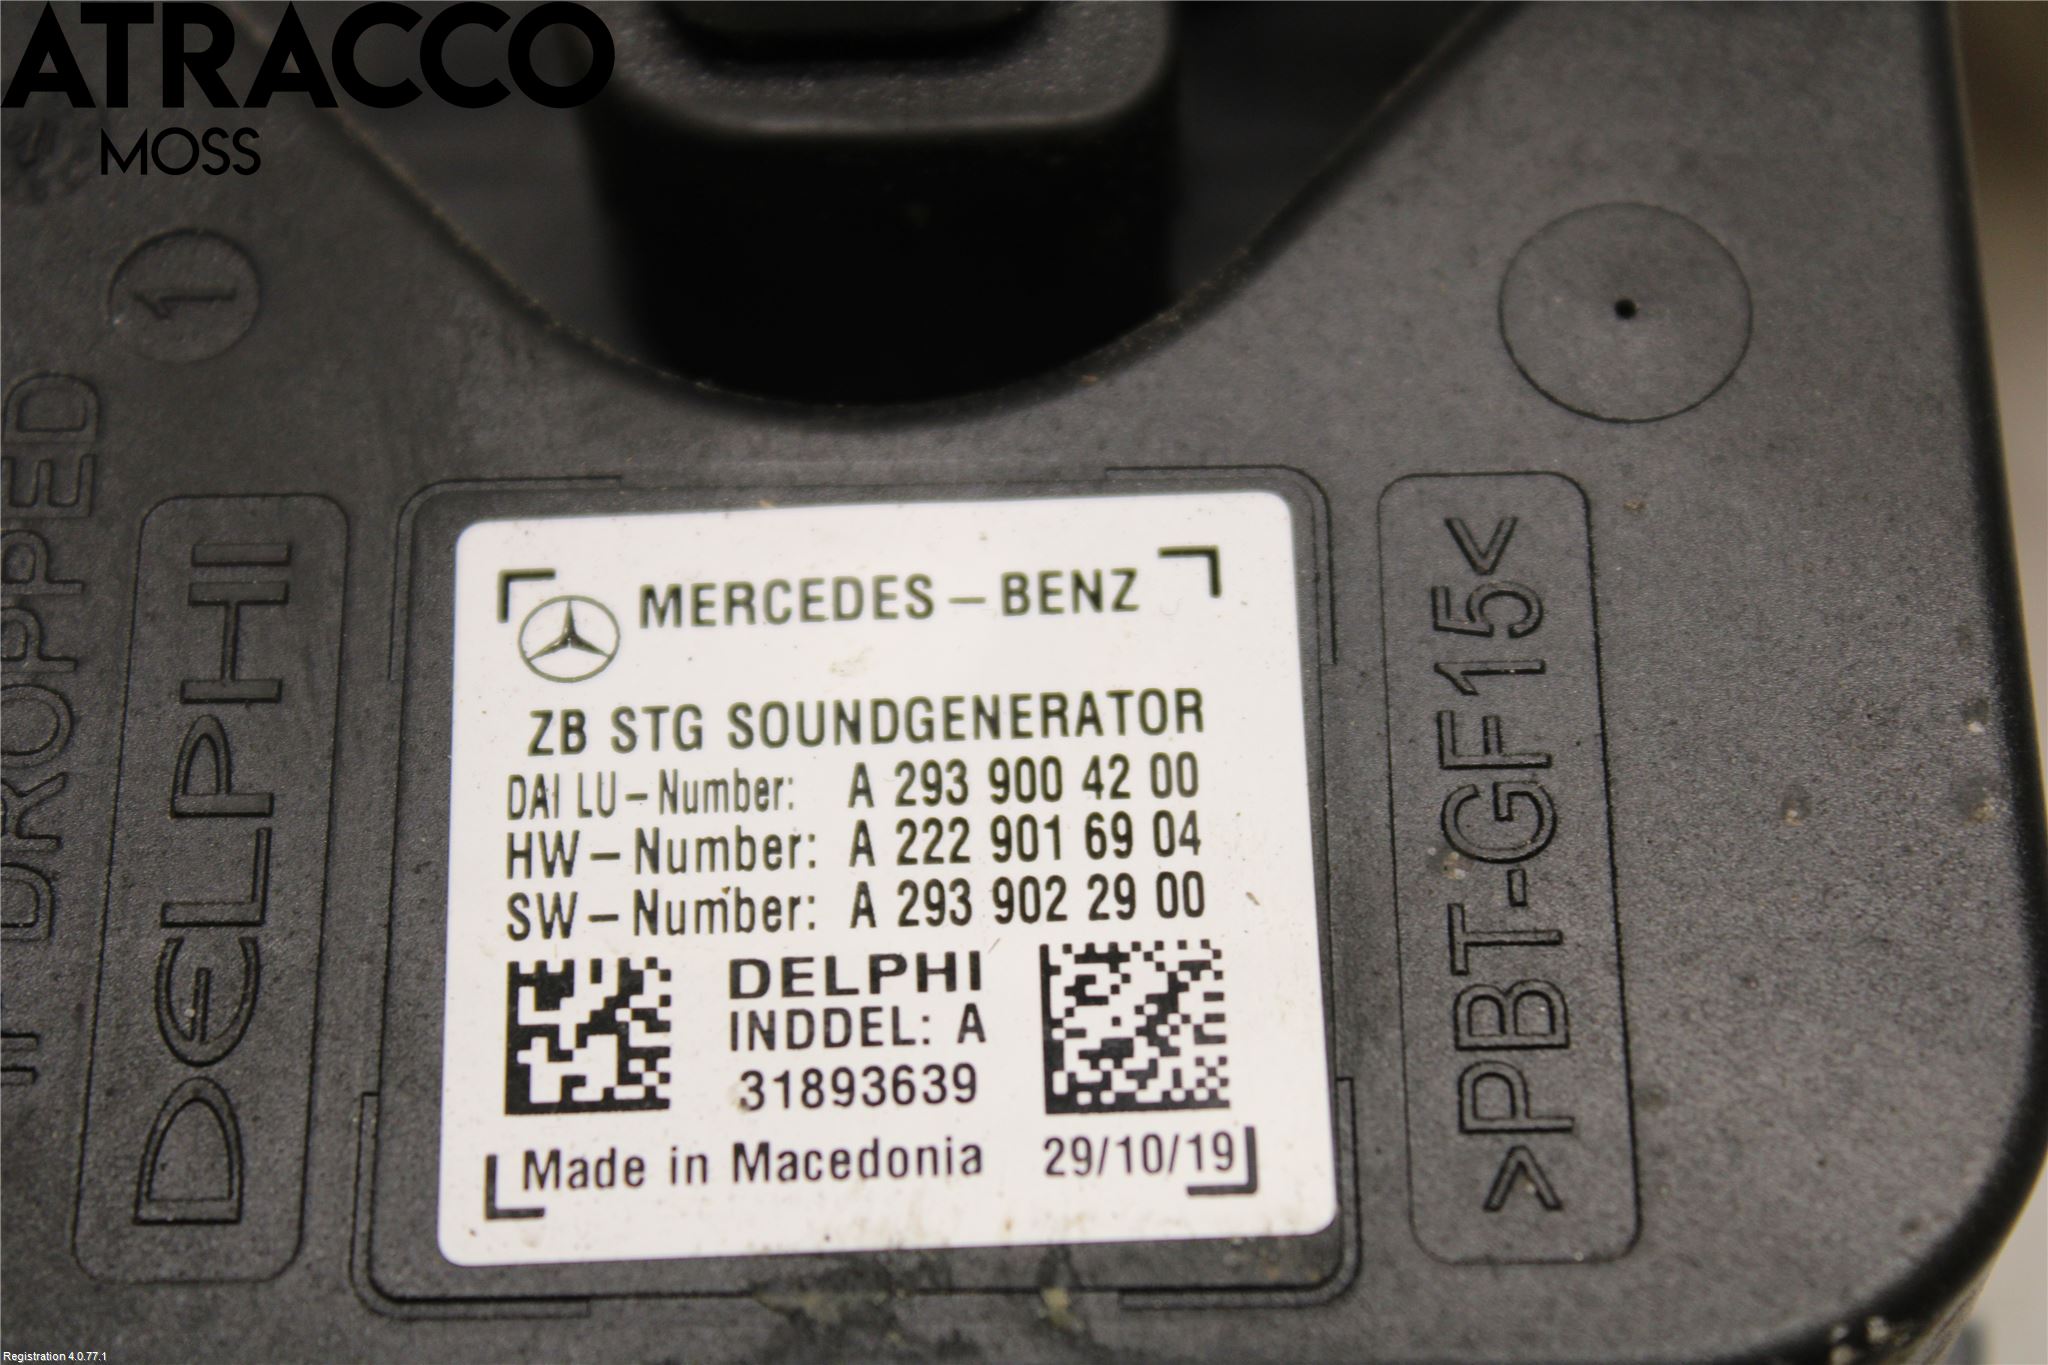 ATRACCO
MOSS
1
DROPPED
DELPHI
MERCEDES-BENZ
ZB STG SOUNDGENERATOR
DAI LU-Number: A 293 900 42 00
HW-Number: A 222 901 69 04
SW-Number: A 293 902 29 00
DELPHI
INDDEL: A
31893639
Made in Macedonia 29/10/19
>PBT-GF15<
Registration 4.0.77.1